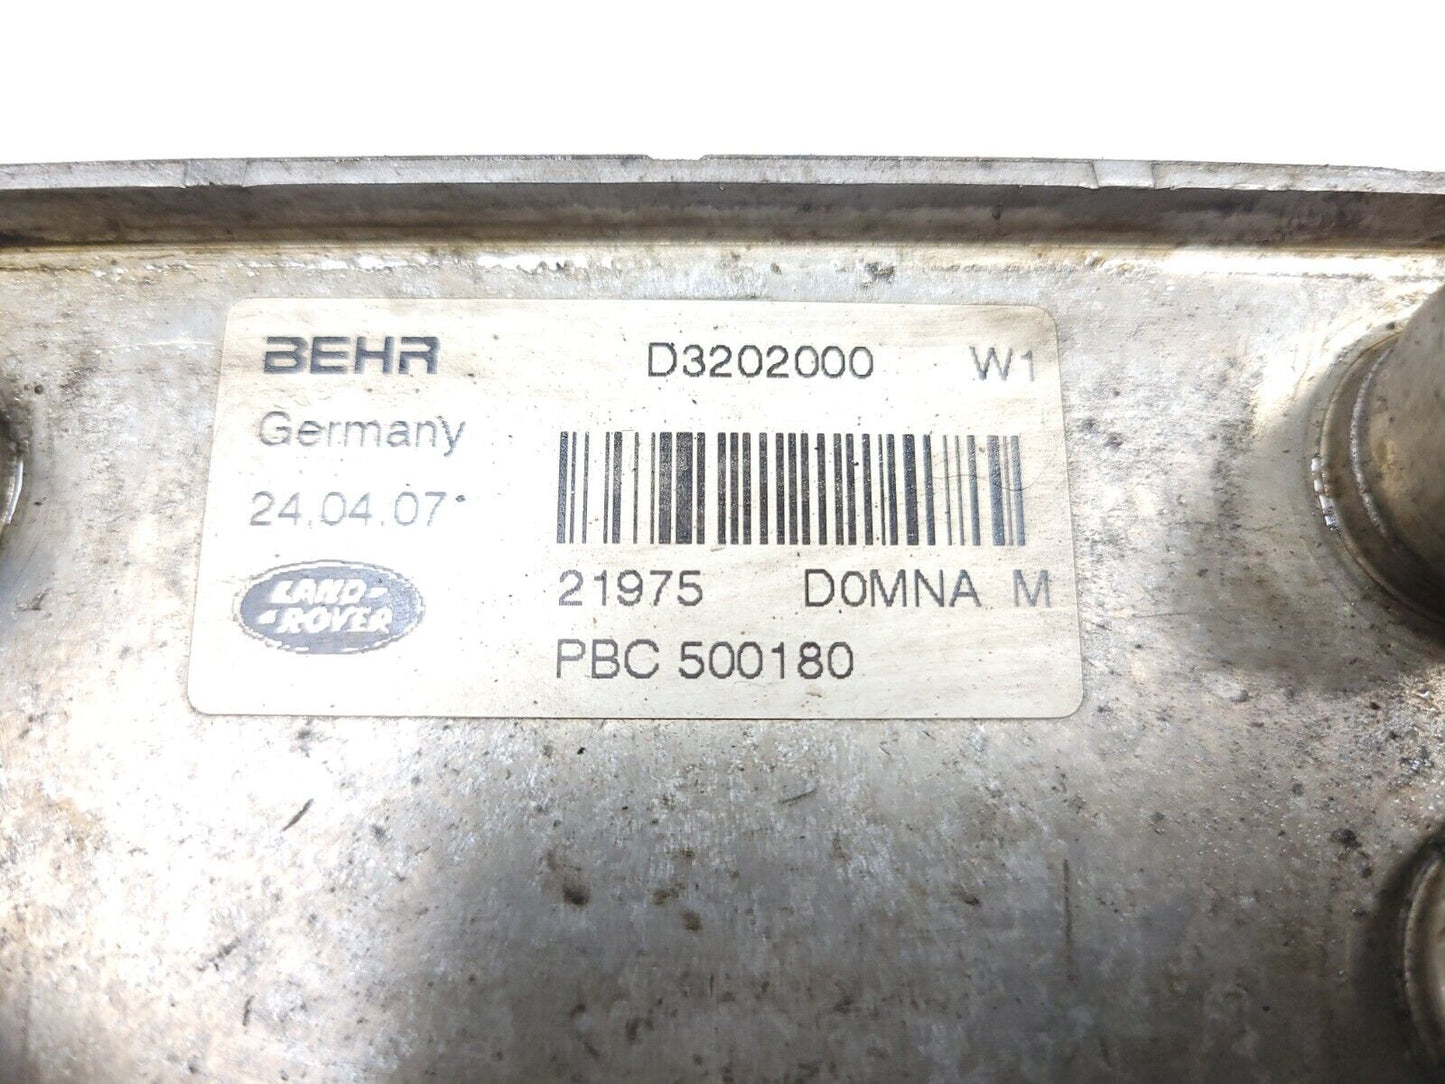 BEHR D3202000 W1
Germany
24.04.07
LAND-
-ROVER
21975 D0MNA M
PBC 500180